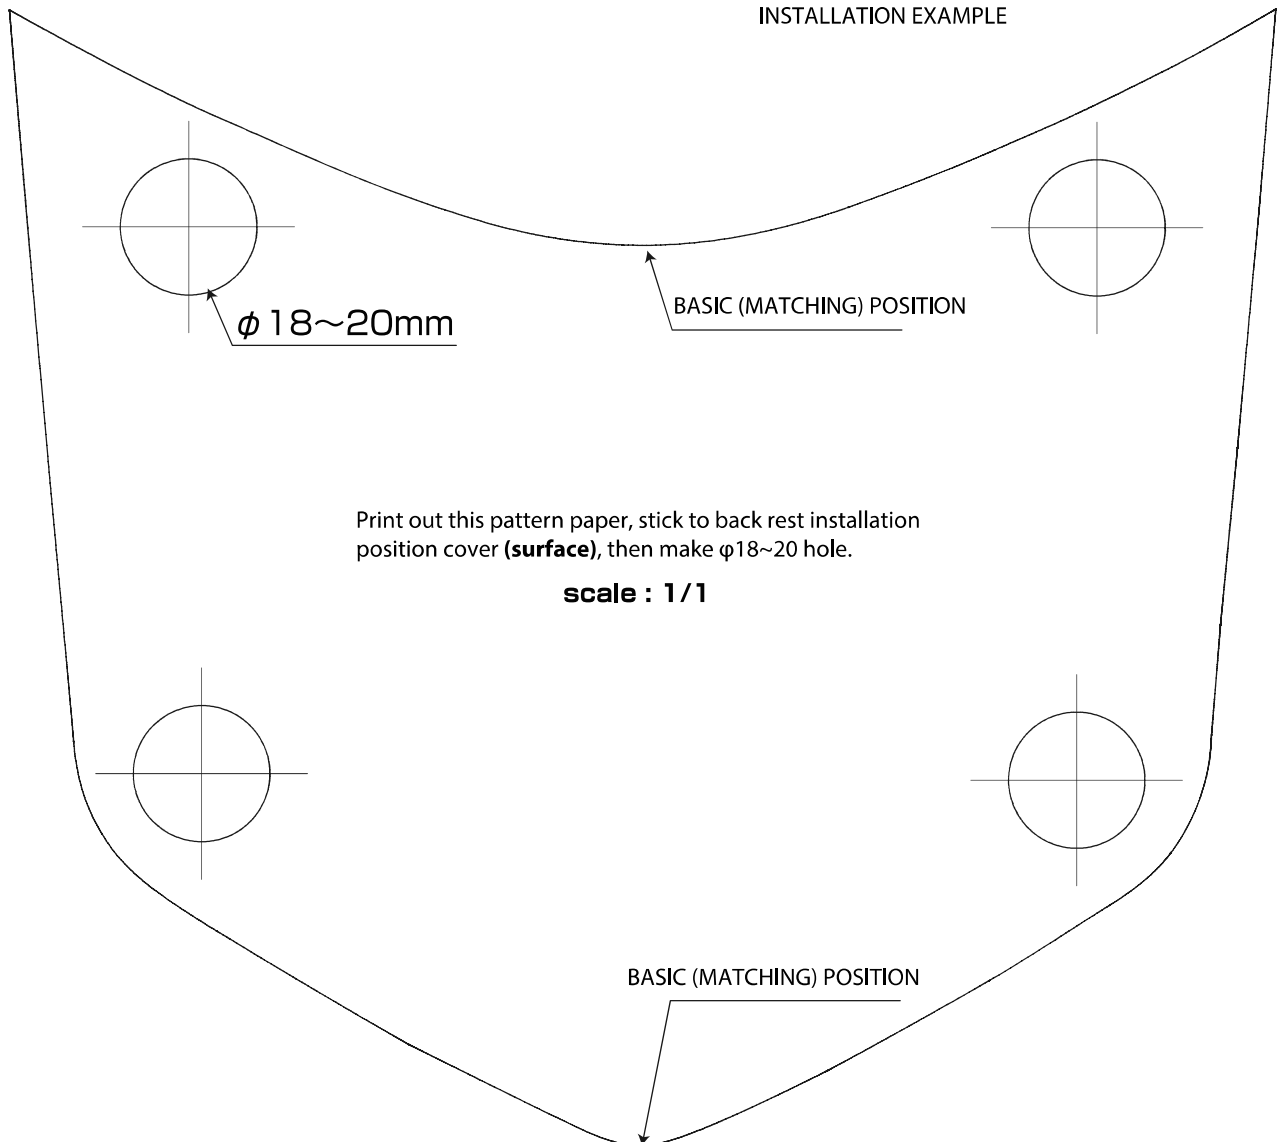 INSTALLATION EXAMPLE
BASIC (MATCHING) POSITION
φ18～20mm
Print out this pattern paper, stick to back rest installation
position cover (surface), then make φ18~20 hole.
scale : 1/1
BASIC (MATCHING) POSITION